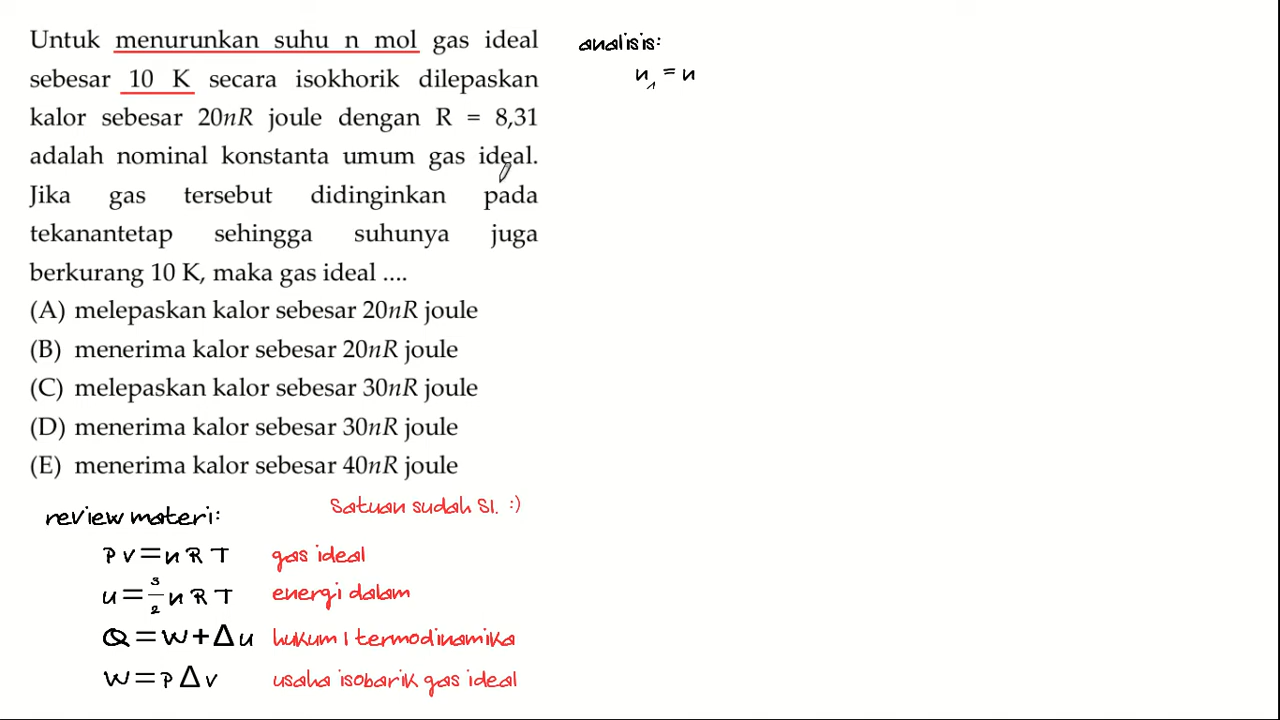 Untuk menurunkan suhu n mol gas ideal
sebesar 10 K secara isokhorik dilepaskan
kalor sebesar 20nR joule dengan R = 8,31
adalah nominal konstanta umum gas ideal.
Jika gas tersebut didinginkan pada
tekanantetap sehingga suhunya juga
berkurang 10 K, maka gas ideal ....
(A) melepaskan kalor sebesar 20nR joule
(B) menerima kalor sebesar 20nR joule
(C) melepaskan kalor sebesar 30nR joule
(D) menerima kalor sebesar 30nR joule
(E) menerima kalor sebesar 40nR joule
analisis:
n₁ = n
review materi:
Satuan sudah SI. :)
PV = nRT gas ideal
u = 3/2 nRT energi dalam
Q = W + Δu hukum 1 termodinamika
W = PΔV usaha isobarik gas ideal